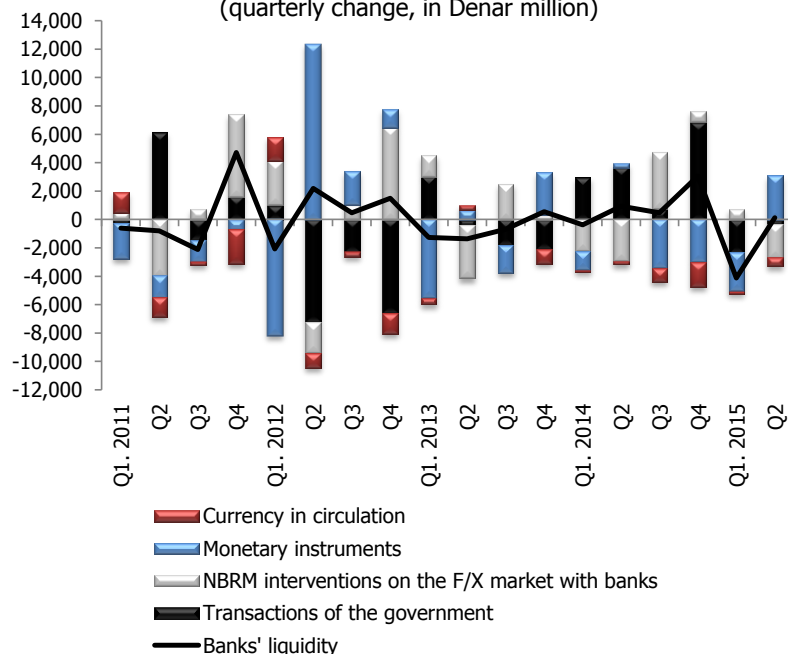 (quarterly change, in Denar million)
14,000
12,000
10,000
8,000
6,000
4,000
2,000
0
-2,000
-4,000
-6,000
-8,000
-10,000
-12,000
Q1. 2011
Q2
Q3
Q4
Q1. 2012
Q2
Q3
Q4
Q1. 2013
Q2
Q3
Q4
Q1. 2014
Q2
Q3
Q4
Q1. 2015
Q2
Currency in circulation
Monetary instruments
NBRM interventions on the F/X market with banks
Transactions of the government
Banks' liquidity